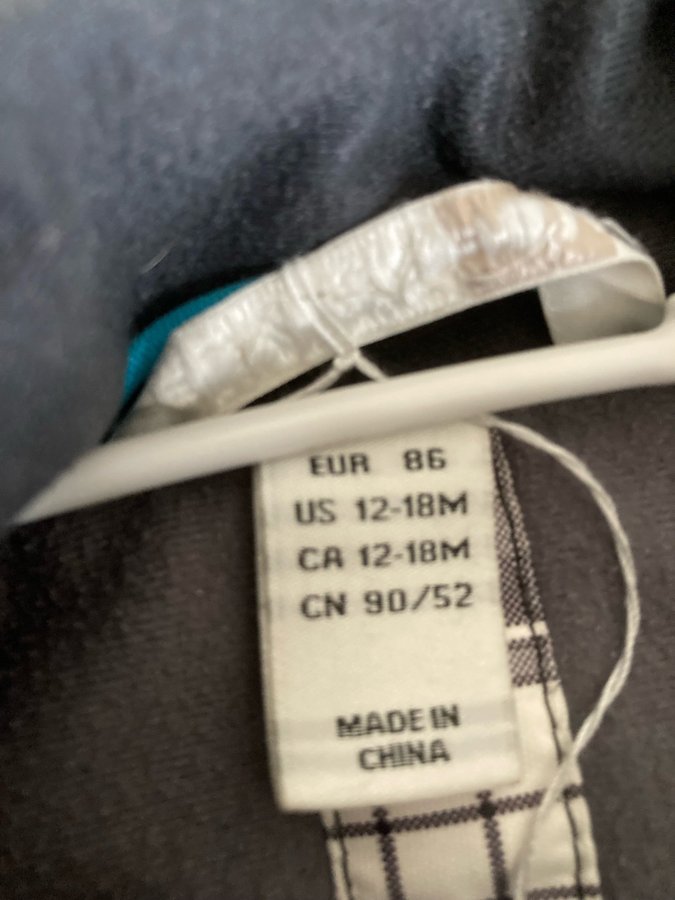 EUR 86
US 12-18M
CA 12-18M
CN 90/52
MADE IN
CHINA